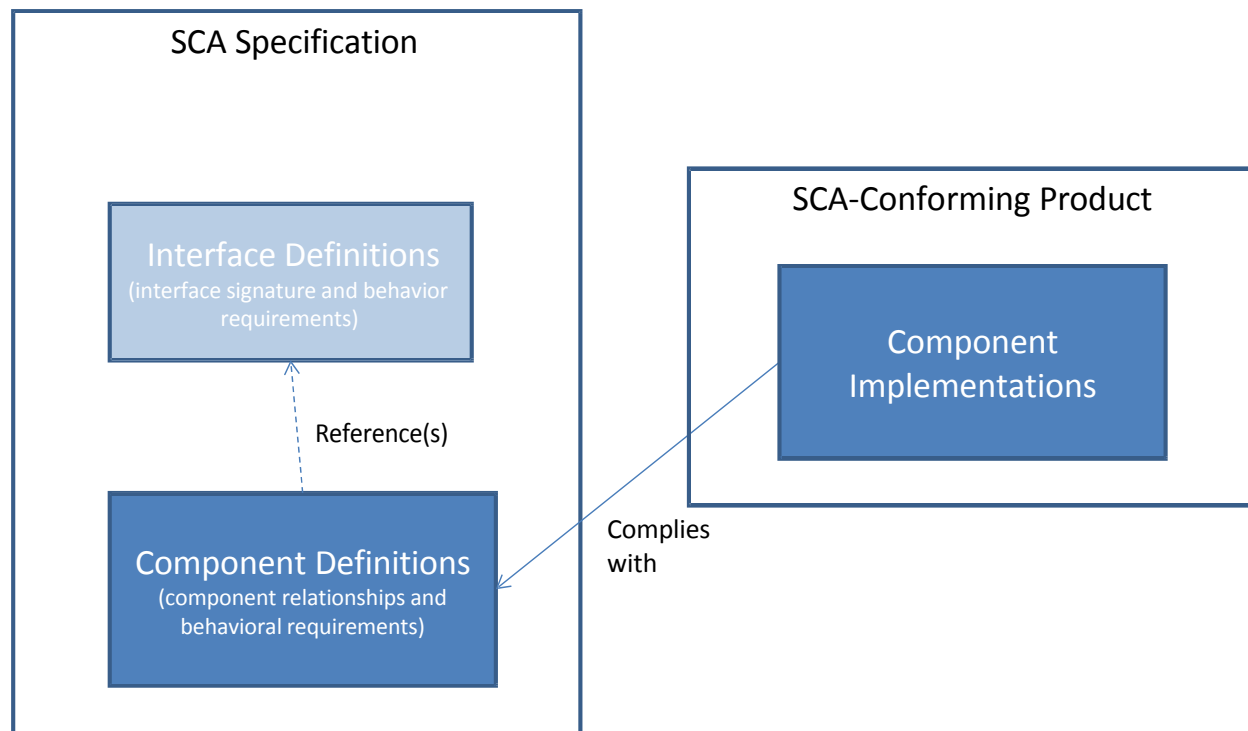 SCA Specification
Interface Definitions
(interface signature and behavior
requirements)
Reference(s)
Component Definitions
(component relationships and
behavioral requirements)
SCA-Conforming Product
Component
Implementations
Complies
with